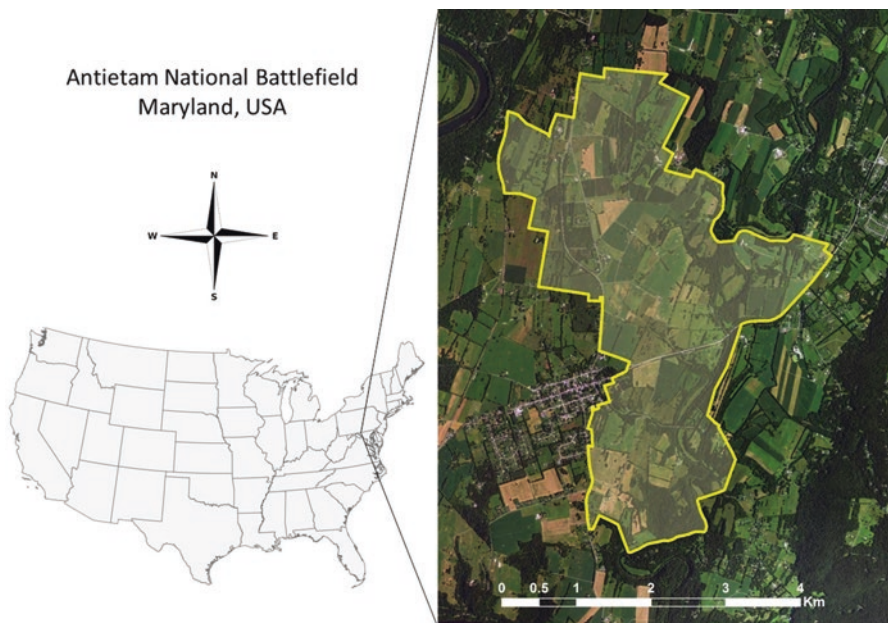 Antietam National Battlefield
Maryland, USA
N
W E
S
0 0.5 1 2 3 4
Km